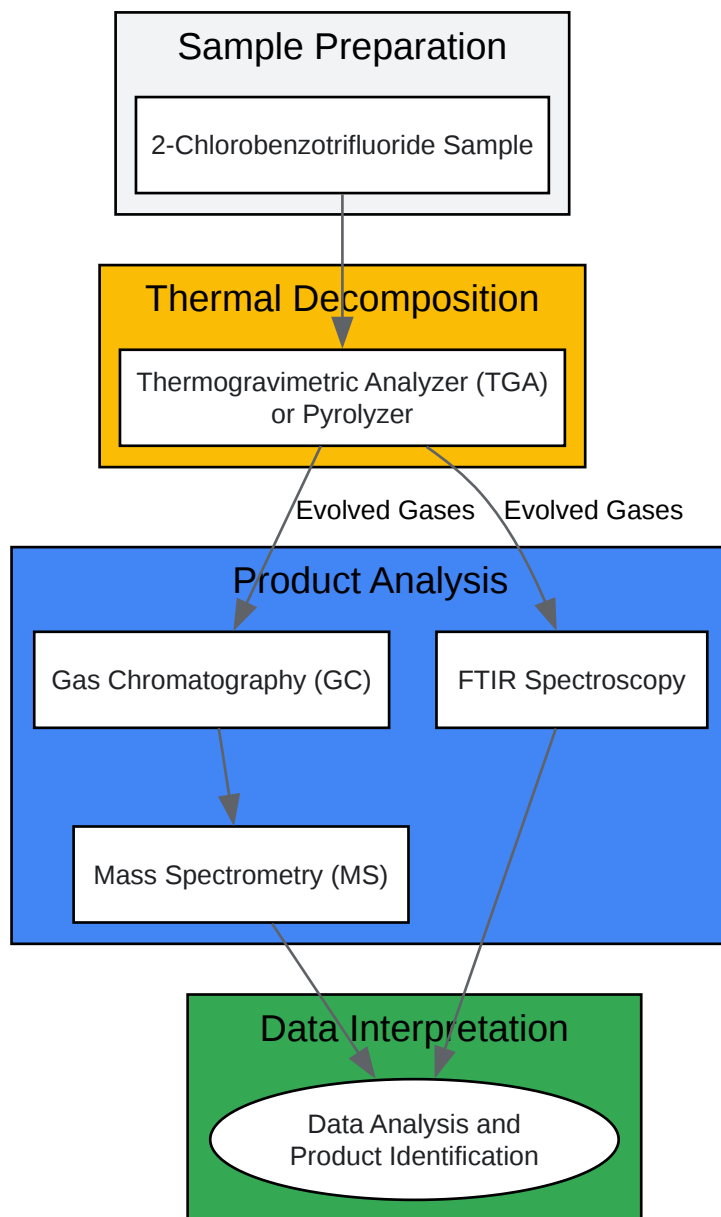 Sample Preparation
2-Chlorobenzotrifluoride Sample
Thermal Decomposition
Thermogravimetric Analyzer (TGA)
or Pyrolyzer
Evolved Gases
Evolved Gases
Product Analysis
Gas Chromatography (GC)
FTIR Spectroscopy
Mass Spectrometry (MS)
Data Interpretation
Data Analysis and
Product Identification